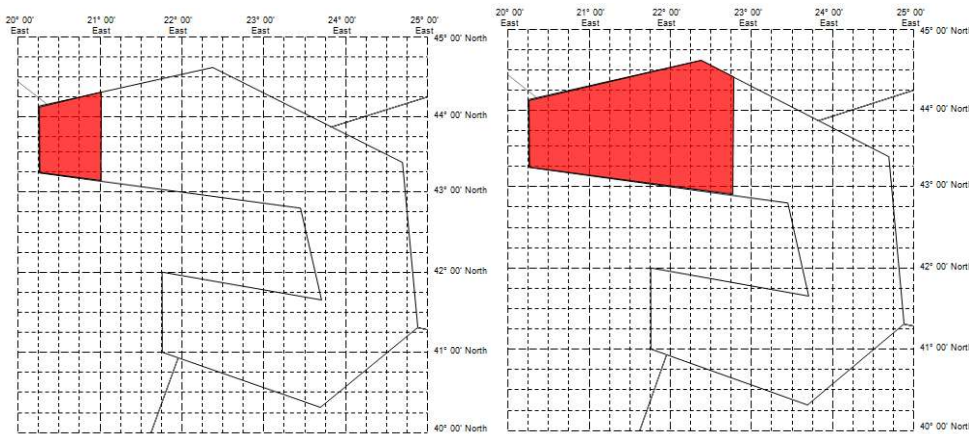 20° 00' East
21° 00' East
22° 00' East
23° 00' East
24° 00' East
25° 00' East
45° 00' North
44° 00' North
43° 00' North
42° 00' North
41° 00' North
40° 00' North
20° 00' East
21° 00' East
22° 00' East
23° 00' East
24° 00' East
25° 00' East
45° 00' North
44° 00' North
43° 00' North
42° 00' North
41° 00' North
40° 00' North